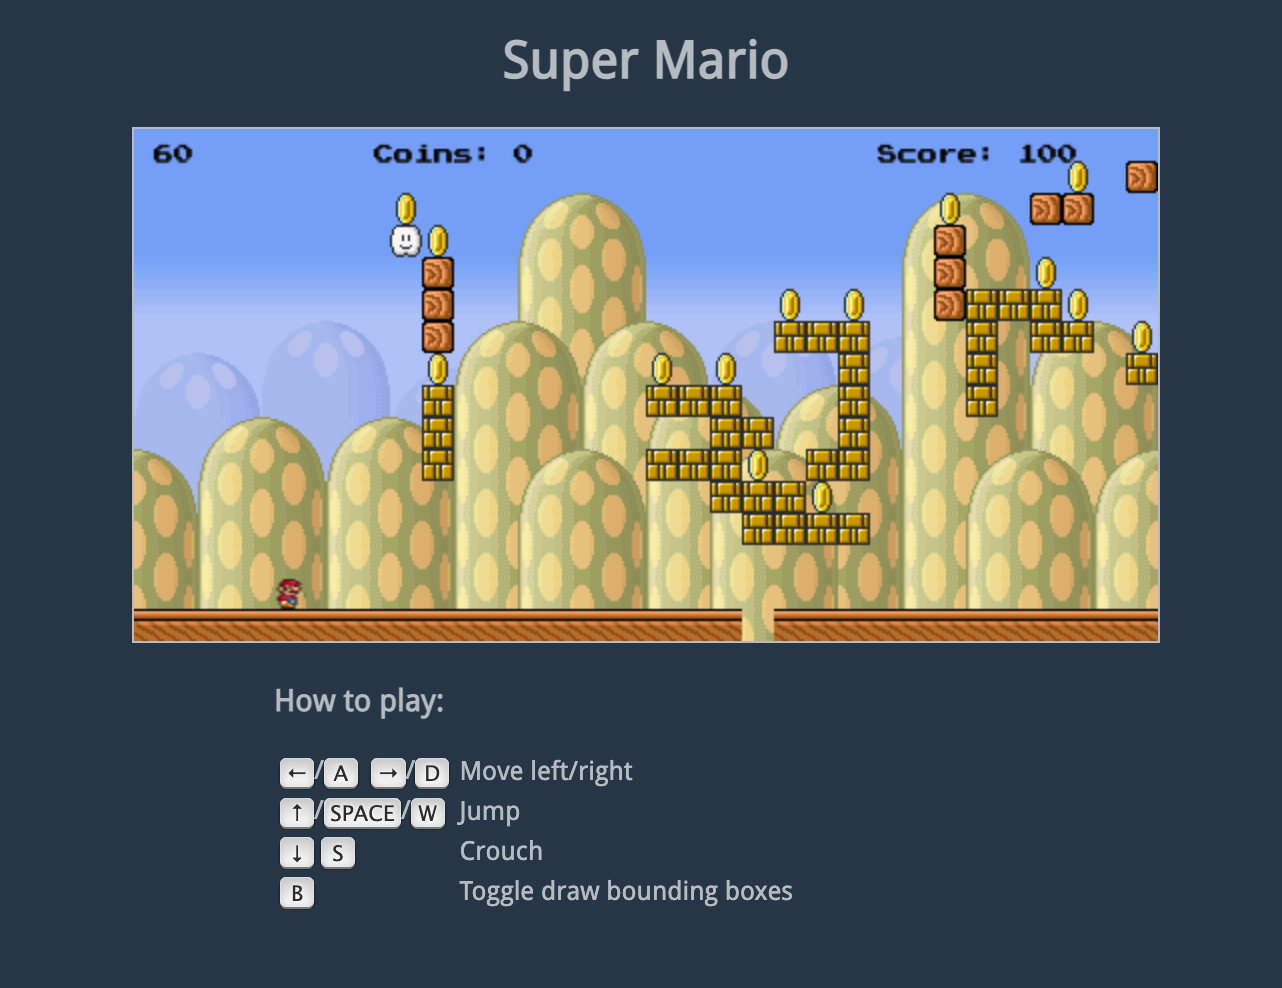 Super Mario
60 Coins: 0 Score: 100
How to play:
←/A →/D Move left/right
↑/SPACE/W Jump
↓ S Crouch
B Toggle draw bounding boxes